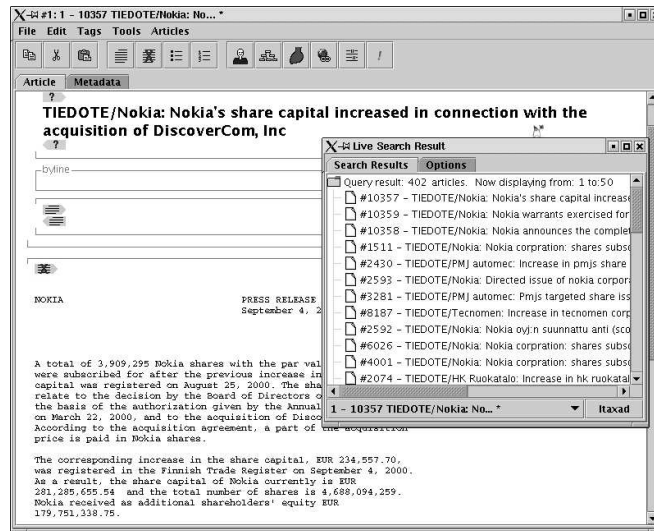 #1: 1 - 10357 TIEDOTE/Nokia: No... *
File Edit Tags Tools Articles
Article Metadata
TIEDOTE/Nokia: Nokia's share capital increased in connection with the
acquisition of DiscoverCom, Inc
byline
NOKIA PRESS RELEASE
September 4, 2
A total of 3,909,295 Nokia shares with the par val
were subscribed for after the previous increase in
capital was registered on August 25, 2000. The sha
relate to the decision by the Board of Directors o
the basis of the authorization given by the Annual
on March 22, 2000, and to the acquisition of Disco
According to the acquisition agreement, a part of the acquisition
price is paid in Nokia shares.
The corresponding increase in the share capital, EUR 234,557.70,
was registered in the Finnish Trade Register on September 4, 2000.
As a result, the share capital of Nokia currently is EUR
281,285,655.54 and the total number of shares is 4,688,094,259.
Nokia received as additional shareholders' equity EUR
179,751,338.75.
Live Search Result
Search Results Options
Query result: 402 articles. Now displaying from: 1 to:50
#10357 - TIEDOTE/Nokia: Nokia's share capital increase
#10359 - TIEDOTE/Nokia: Nokia warrants exercised for
#10358 - TIEDOTE/Nokia: Nokia announces the complet
#1511 - TIEDOTE/Nokia: Nokia corpration: shares subsc
#2430 - TIEDOTE/PMJ automec: Increase in pmjs share
#2593 - TIEDOTE/Nokia: Directed issue of nokia corpora
#3281 - TIEDOTE/PMJ automec: Pmjs targeted share iss
#8187 - TIEDOTE/Tecnomen: Increase in tecnomen corp
#2592 - TIEDOTE/Nokia: Nokia oyj:n suunnattu anti (sco
#6026 - TIEDOTE/Nokia: Nokia corpration: shares subsc
#4001 - TIEDOTE/Nokia: Nokia corpration: shares subsc
#2074 - TIEDOTE/HK Ruokatalo: Increase in hk ruokatal
1 - 10357 TIEDOTE/Nokia: No... * Itaxad